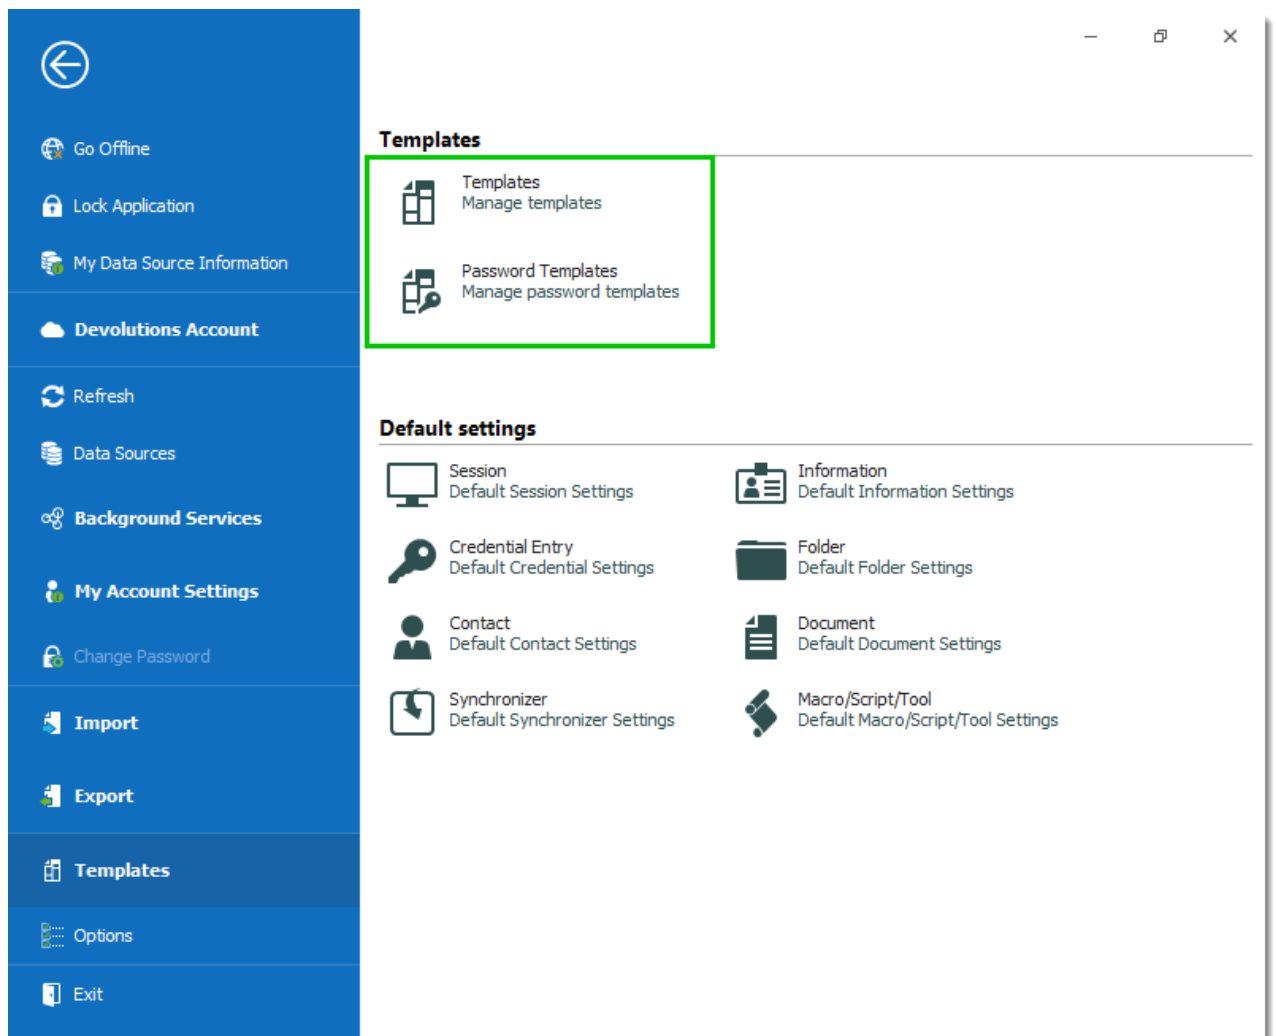 Go Offline
Lock Application
My Data Source Information
Devolutions Account
Refresh
Data Sources
Background Services
My Account Settings
Change Password
Import
Export
Templates
Options
Exit
Templates
Templates
Manage templates
Password Templates
Manage password templates
Default settings
Session
Default Session Settings
Information
Default Information Settings
Credential Entry
Default Credential Settings
Folder
Default Folder Settings
Contact
Default Contact Settings
Document
Default Document Settings
Synchronizer
Default Synchronizer Settings
Macro/Script/Tool
Default Macro/Script/Tool Settings